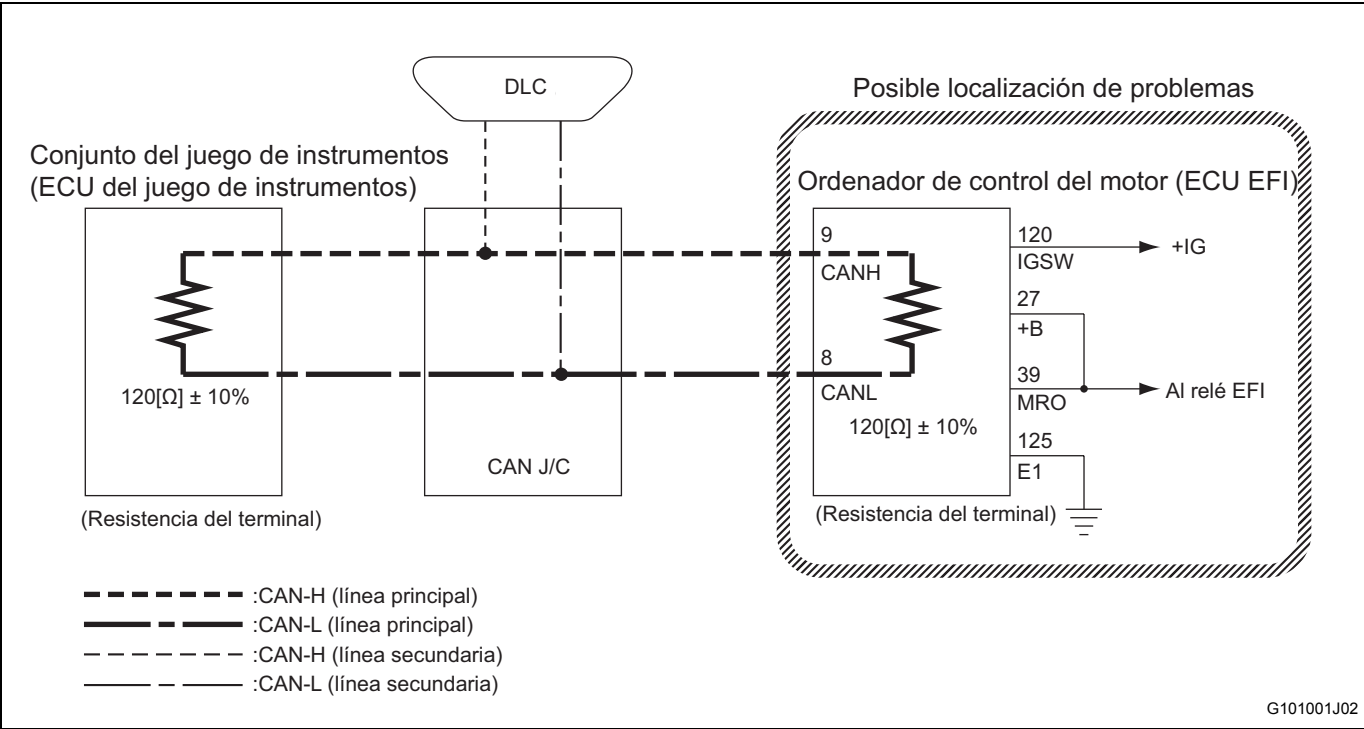 DLC
Posible localización de problemas
Conjunto del juego de instrumentos
(ECU del juego de instrumentos)
Ordenador de control del motor (ECU EFI)
9
CANH
8
CANL
120[Ω] ± 10%
120
IGSW
+IG
27
+B
39
MRO
Al relé EFI
125
E1
120[Ω] ± 10%
CAN J/C
(Resistencia del terminal)
(Resistencia del terminal)
:CAN-H (línea principal)
:CAN-L (línea principal)
:CAN-H (línea secundaria)
:CAN-L (línea secundaria)
G101001J02